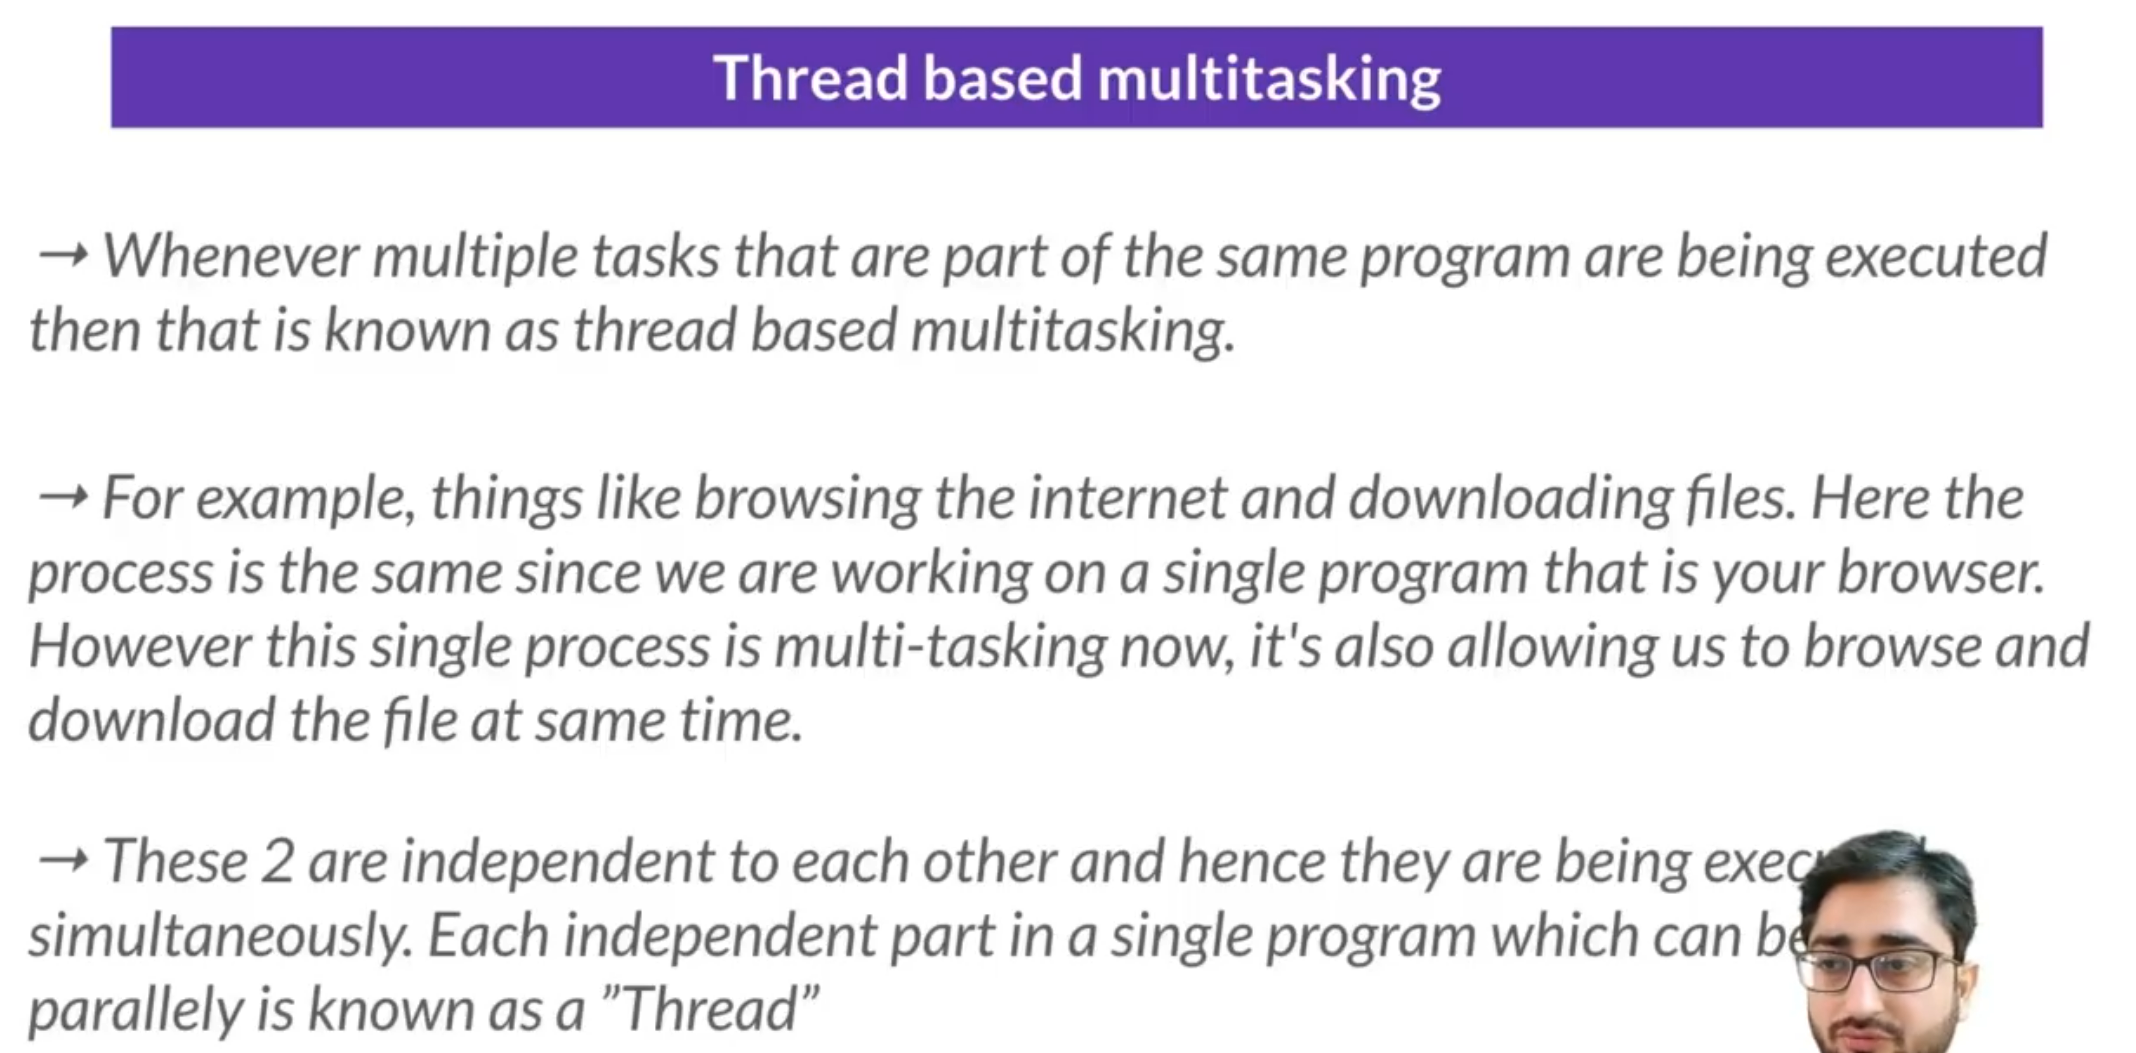 Thread based multitasking
→ Whenever multiple tasks that are part of the same program are being executed
then that is known as thread based multitasking.
→ For example, things like browsing the internet and downloading files. Here the
process is the same since we are working on a single program that is your browser.
However this single process is multi-tasking now, it's also allowing us to browse and
download the file at same time.
→ These 2 are independent to each other and hence they are being
simultaneously. Each independent part in a single program which can
parallely is known as a ”Thread”